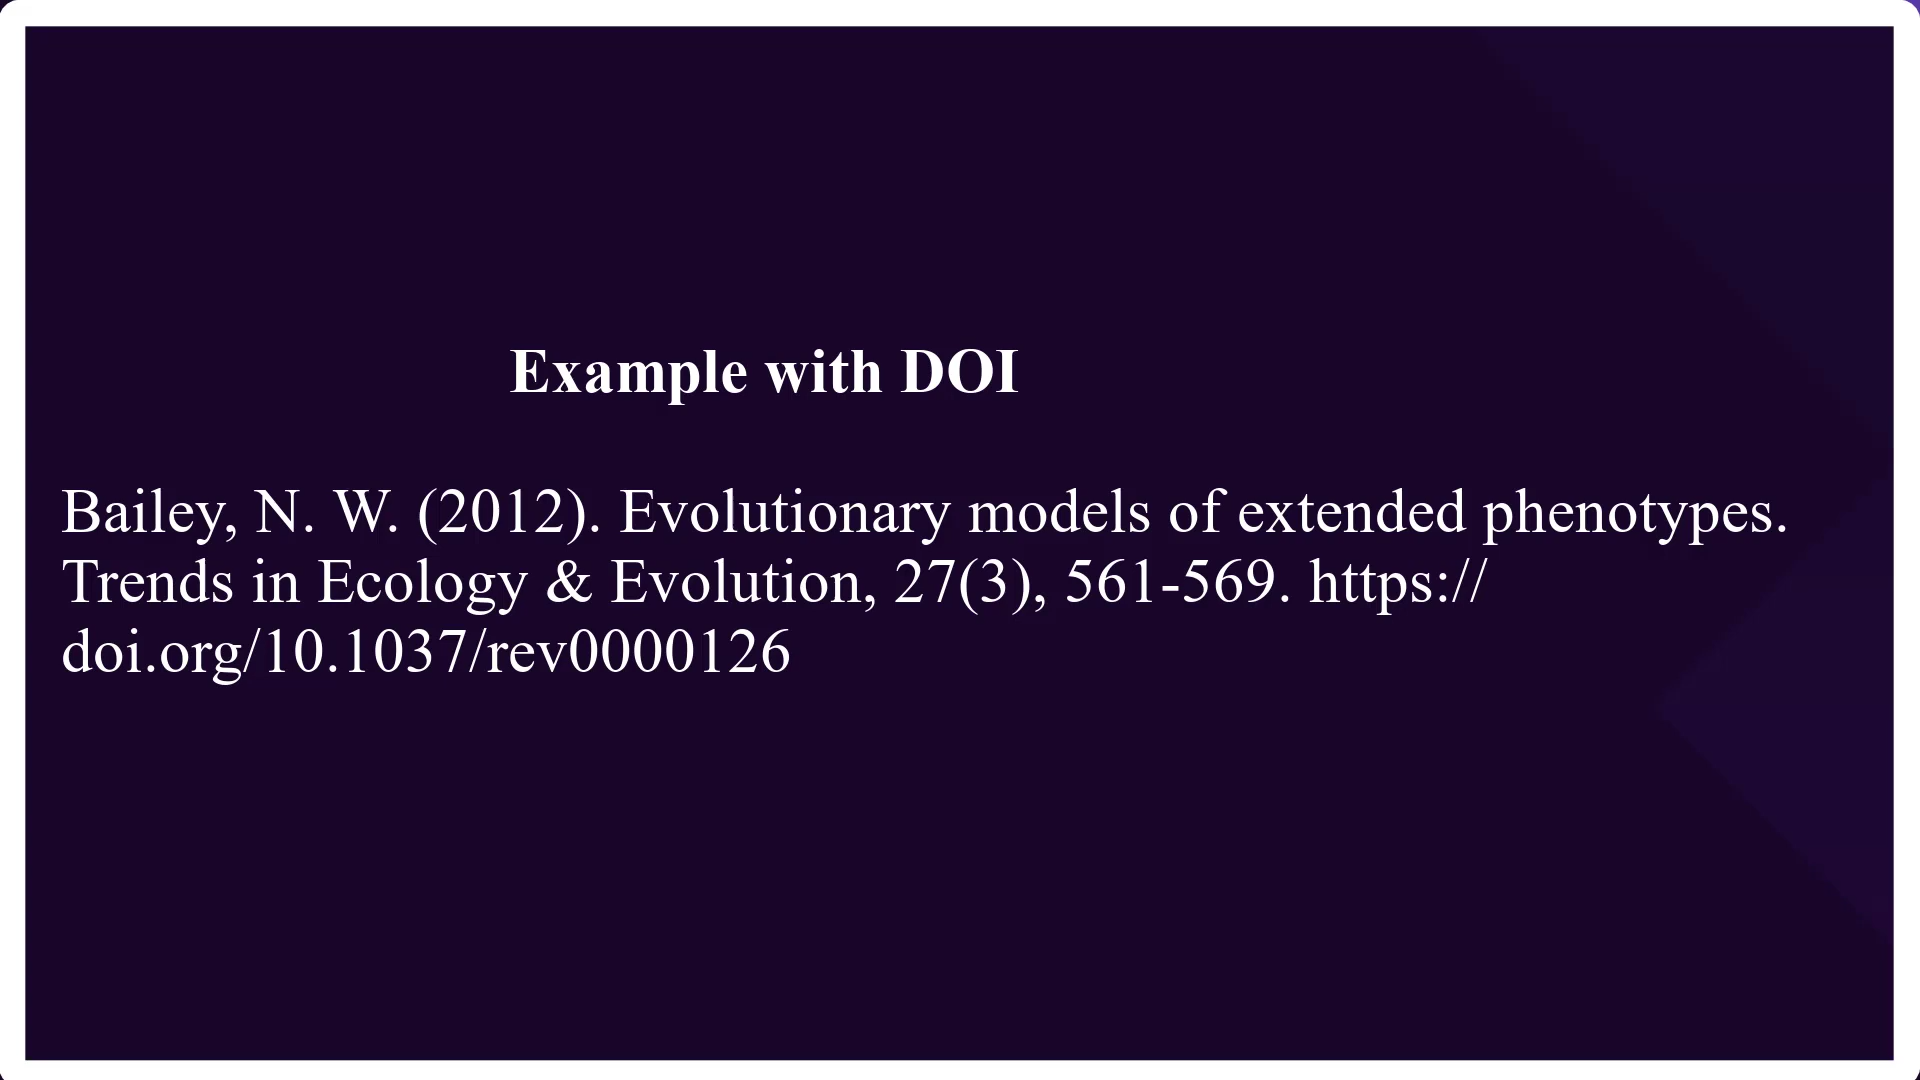 Example with DOI
Bailey, N. W. (2012). Evolutionary models of extended phenotypes.
Trends in Ecology & Evolution, 27(3), 561-569. https://
doi.org/10.1037/rev0000126